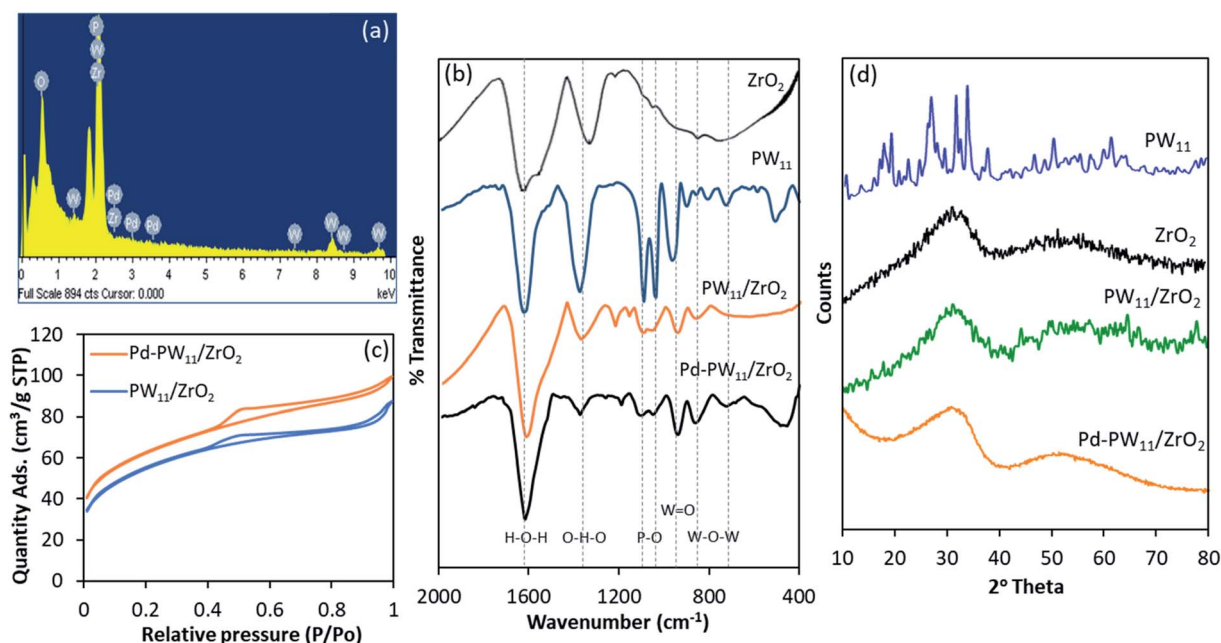 (a)
P
W
Zr
O
W
Pd
Zr
Pd
Pd
W
W
W
W
0 1 2 3 4 5 6 7 8 9 10
Full Scale 894 cts Cursor: 0.000
keV
(b)
ZrO₂
PW₁₁
PW₁₁/ZrO₂
Pd-PW₁₁/ZrO₂
W=O
H-O-H
O-H-O
P-O
W-O-W
% Transmittance
2000 1600 1200 800 400
Wavenumber (cm⁻¹)
(c)
Pd-PW₁₁/ZrO₂
PW₁₁/ZrO₂
Quantity Ads. (cm³/g STP)
120
100
80
60
40
20
0
0 0.2 0.4 0.6 0.8 1
Relative pressure (P/Po)
(d)
PW₁₁
ZrO₂
PW₁₁/ZrO₂
Pd-PW₁₁/ZrO₂
Counts
10 20 30 40 50 60 70 80
2° Theta